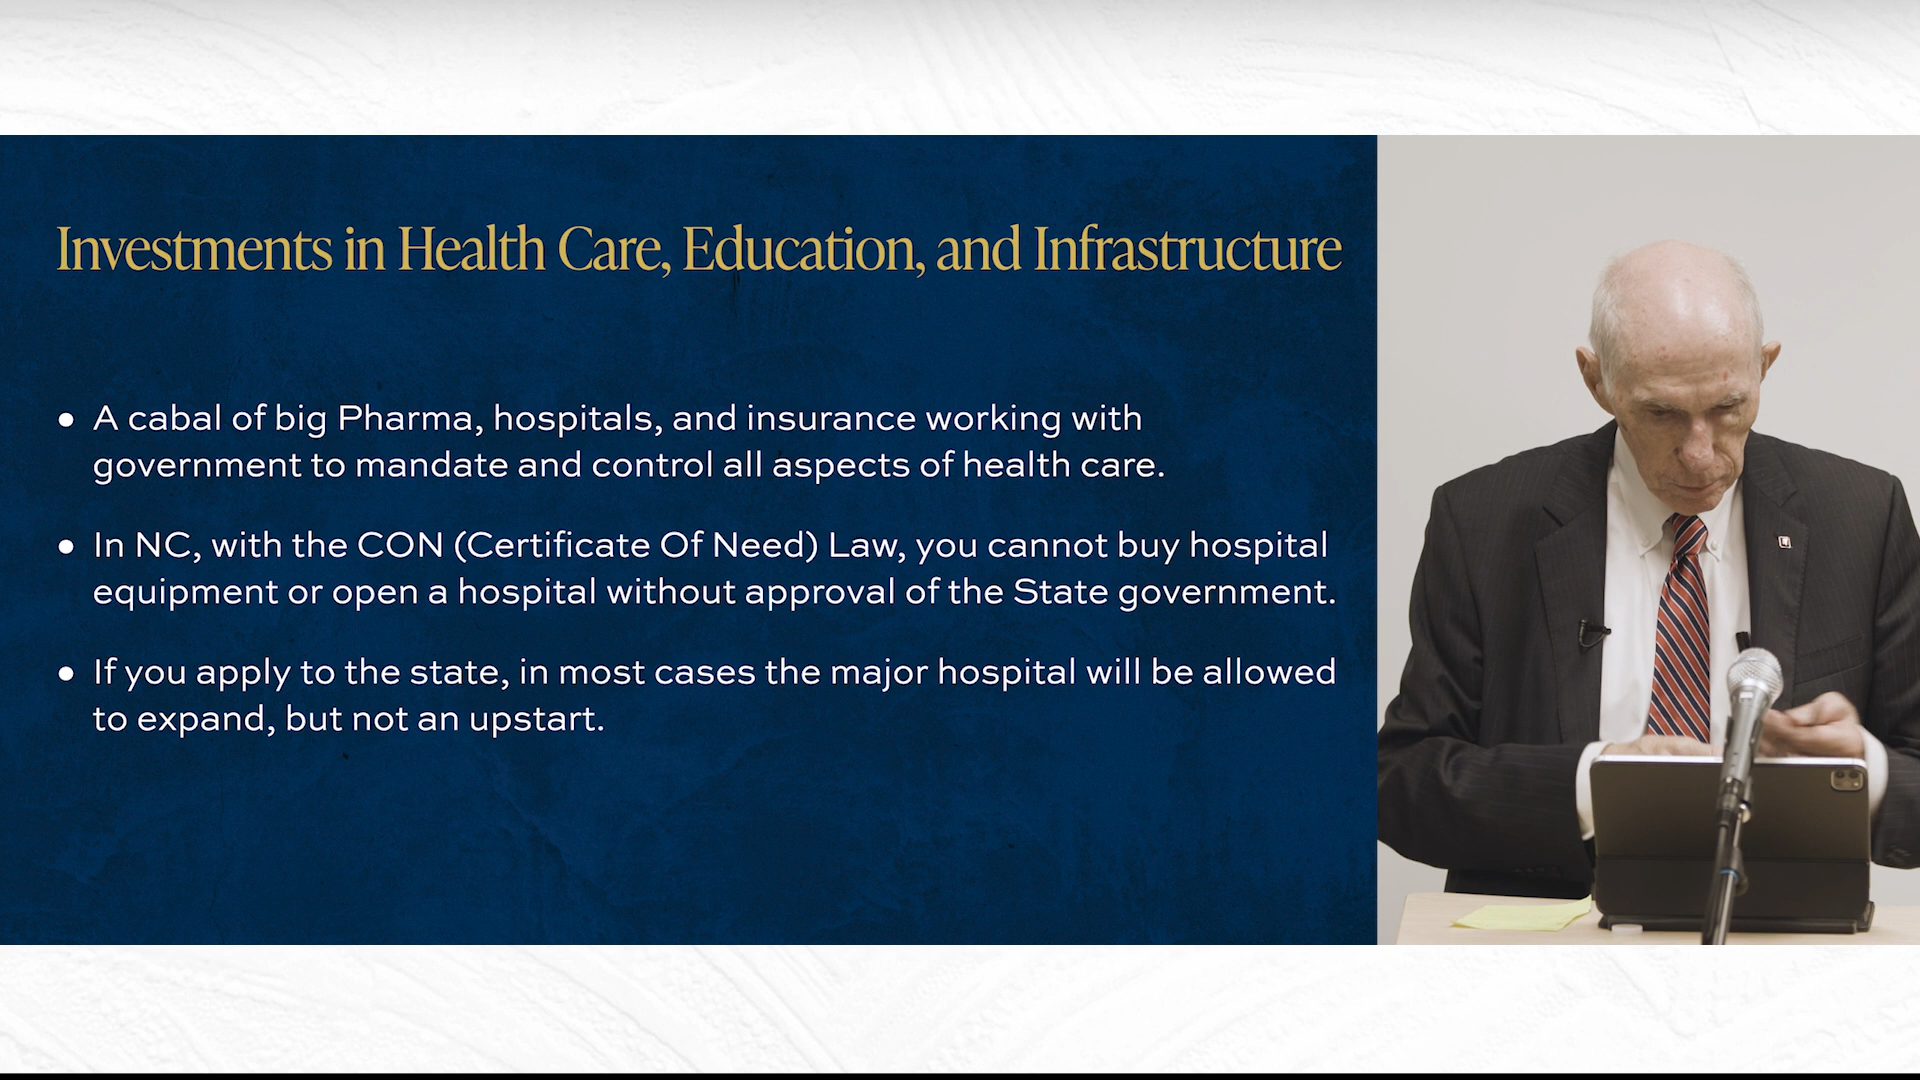 Investments in Health Care, Education, and Infrastructure
● A cabal of big Pharma, hospitals, and insurance working with
government to mandate and control all aspects of health care.
● In NC, with the CON (Certificate Of Need) Law, you cannot buy hospital
equipment or open a hospital without approval of the State government.
● If you apply to the state, in most cases the major hospital will be allowed
to expand, but not an upstart.